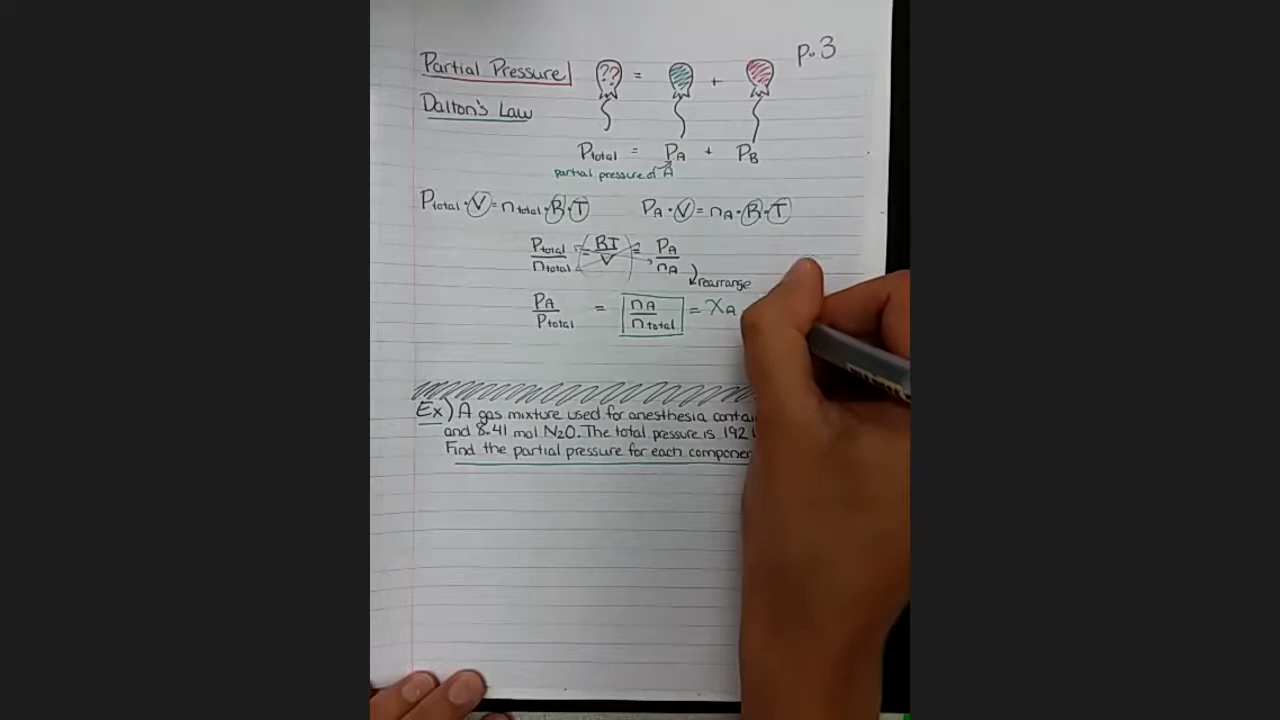 p.3
Partial Pressure
?? = +
Dalton's Law
Ptotal = PA + PB
partial pressure of A
Ptotal · V = ntotal · R · T PA · V = nA · R · T
Ptotal/ntotal = (RT/V) = PA/nA
rearrange
PA/Ptotal = nA/ntotal = XA
Ex) A gas mixture used for anesthesia
and 8.41 mol N2O. The total pressure is 192
Find the partial pressure for each